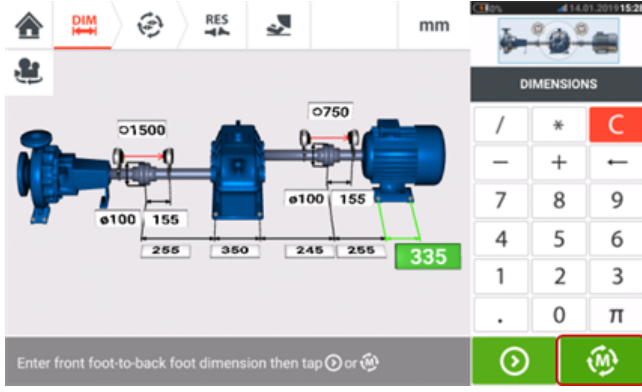 DIM
RES
mm
14.01.2019 15:28
DIMENSIONS
1500
750
ø100 155
ø100 155
255 350 245 255 335
/ * C
− + ←
7 8 9
4 5 6
1 2 3
. 0 π
Enter front foot-to-back foot dimension then tap or M
M